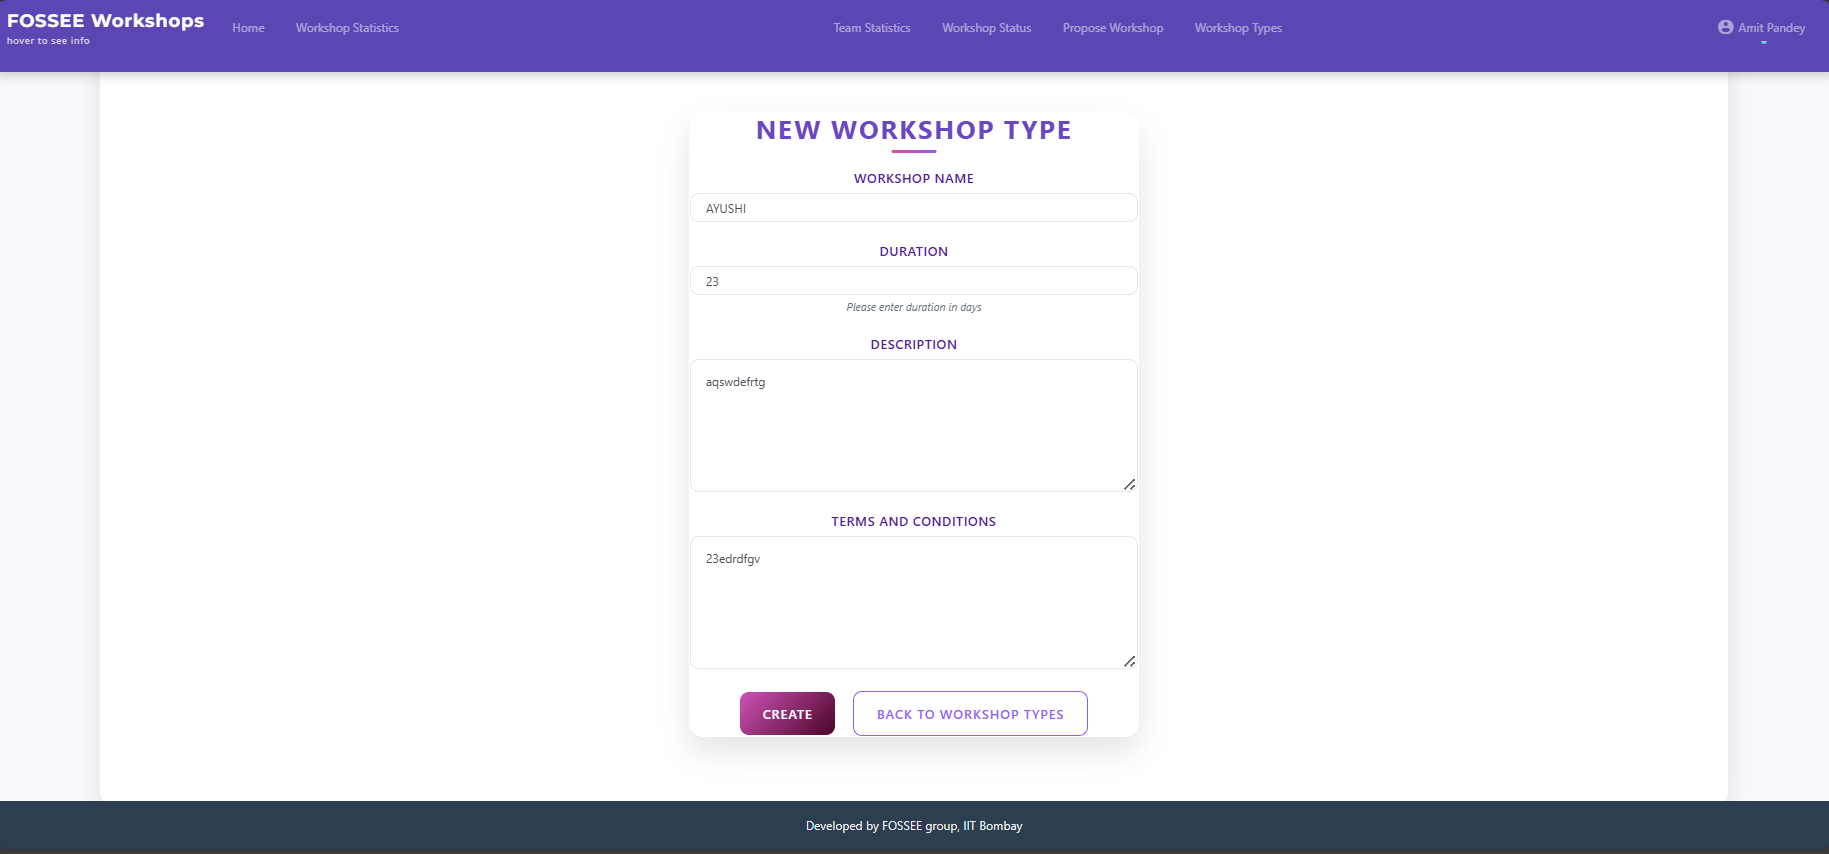 FOSSEE Workshops
hover to see info
Home
Workshop Statistics
Team Statistics
Workshop Status
Propose Workshop
Workshop Types
Amit Pandey
NEW WORKSHOP TYPE
WORKSHOP NAME
AYUSHI
DURATION
23
Please enter duration in days
DESCRIPTION
aqswdefrtg
TERMS AND CONDITIONS
23edrdfgv
CREATE
BACK TO WORKSHOP TYPES
Developed by FOSSEE group, IIT Bombay